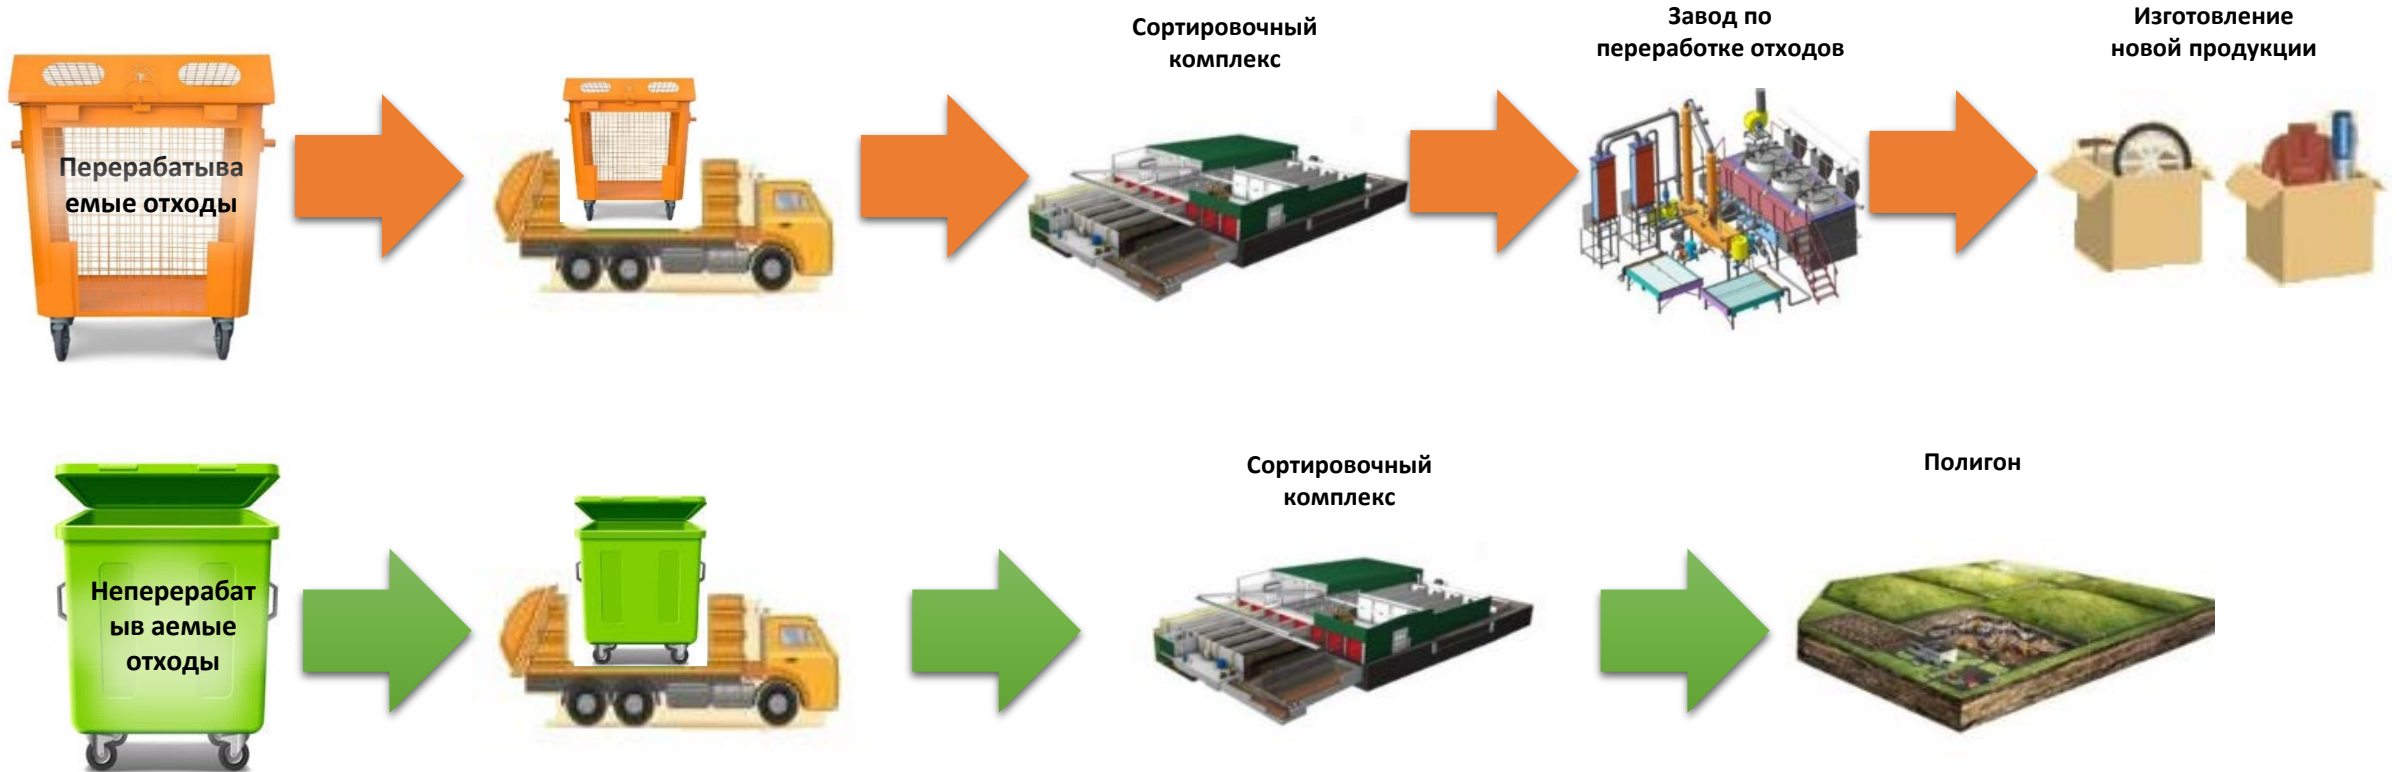 Сортировочный
комплекс
Завод по
переработке отходов
Изготовление
новой продукции
Перерабатыва
емые отходы
Сортировочный
комплекс
Полигон
Неперерабат
ыв аемые
отходы